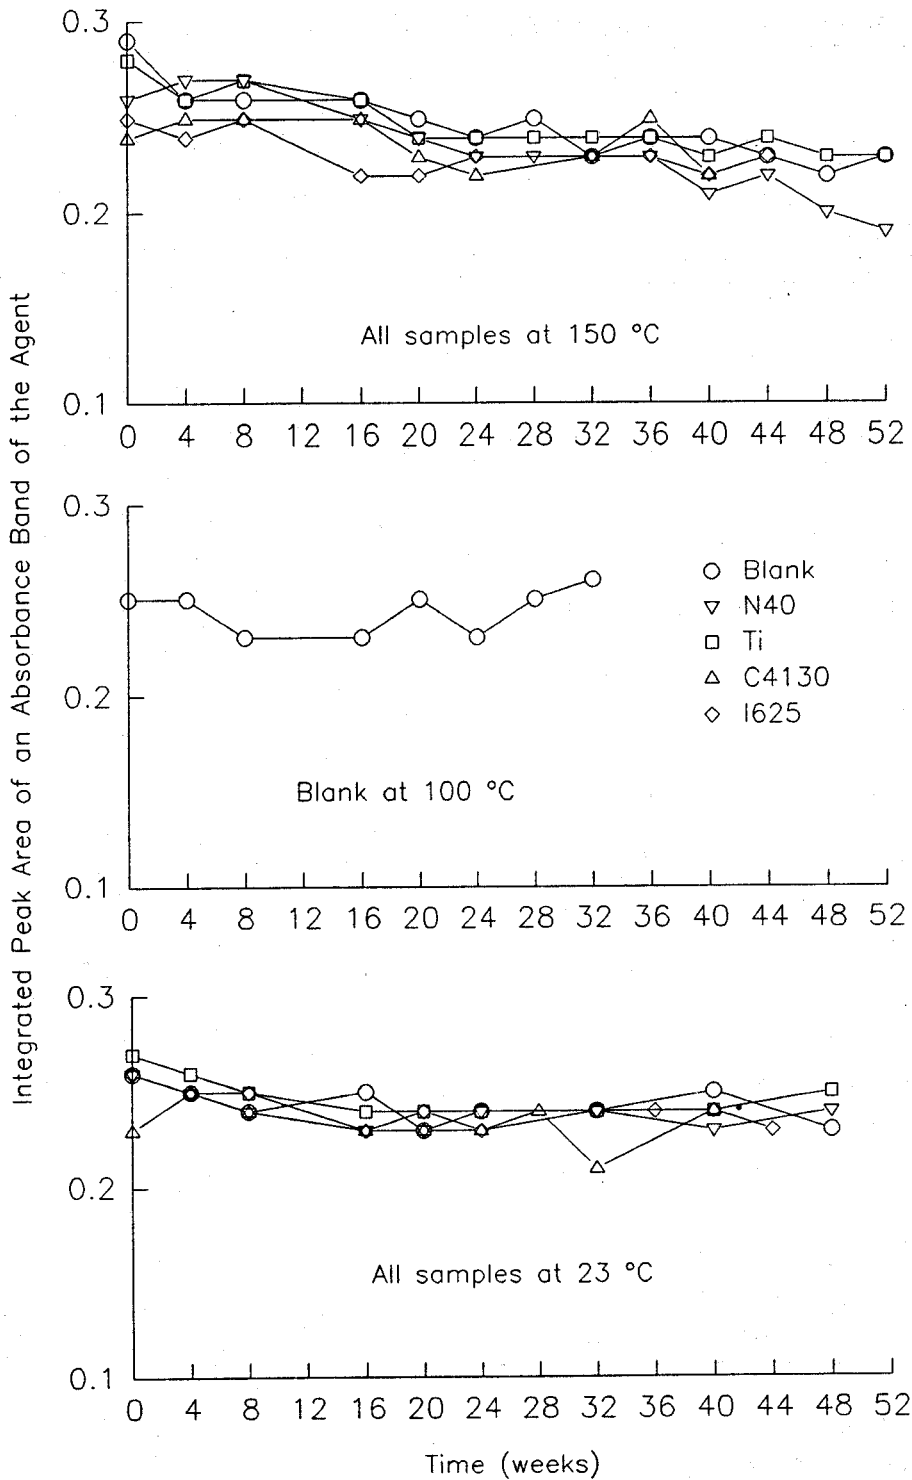 Integrated Peak Area of an Absorbance Band of the Agent
0.3
0.2
0.1
All samples at 150 °C
0 4 8 12 16 20 24 28 32 36 40 44 48 52
0.3
0.2
0.1
Blank
N40
Ti
C4130
I625
Blank at 100 °C
0 4 8 12 16 20 24 28 32 36 40 44 48 52
0.3
0.2
0.1
All samples at 23 °C
0 4 8 12 16 20 24 28 32 36 40 44 48 52
Time (weeks)